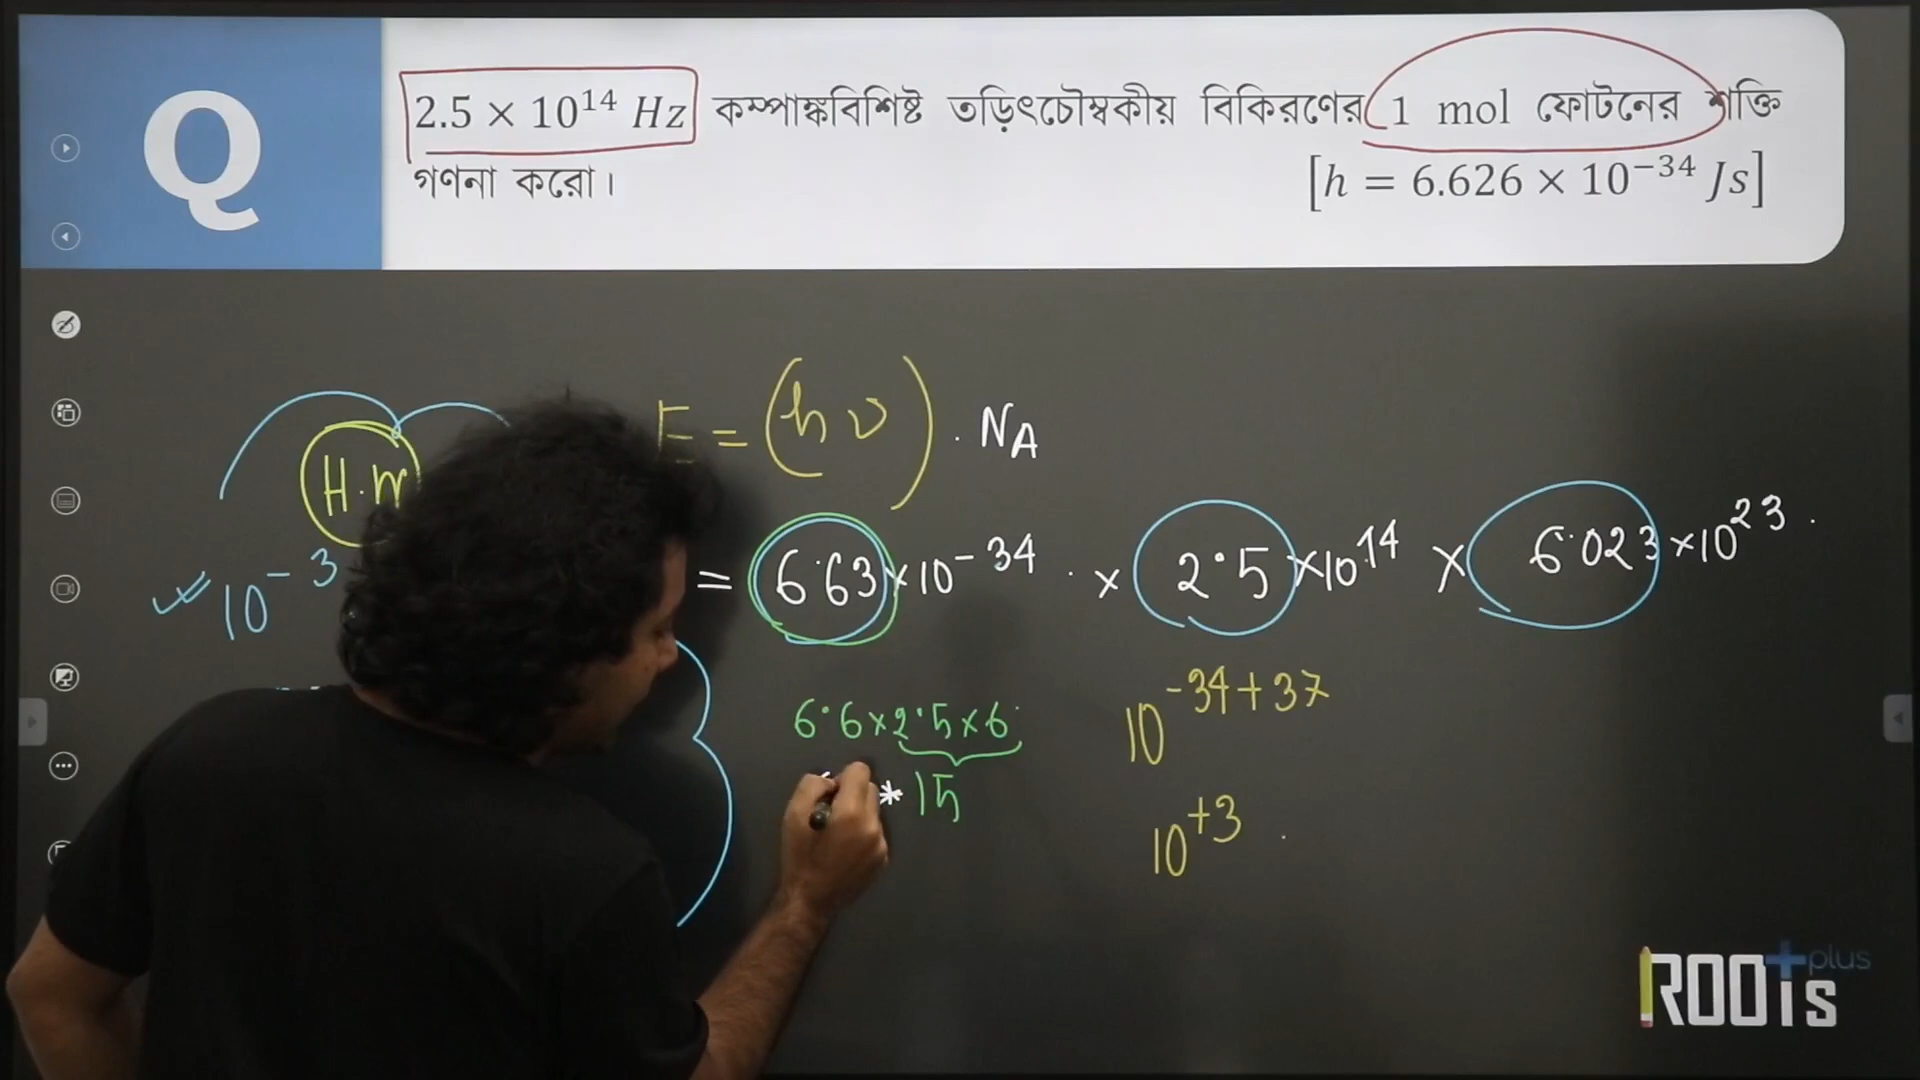 Q
2.5 × 10¹⁴ Hz কম্পাঙ্কবিশিষ্ট তড়িৎচৌম্বকীয় বিকিরণের 1 mol ফোটনের শক্তি
গণনা করো। [h = 6.626 × 10⁻³⁴ Js]
E = (hν) . N_A
H.W
= 6.63 × 10⁻³⁴ × 2.5 × 10¹⁴ × 6.023 × 10²³
10⁻³
6.6 × 2.5 × 6
10⁻³⁴⁺³⁷
* 15
10⁺³
ROOTs plus